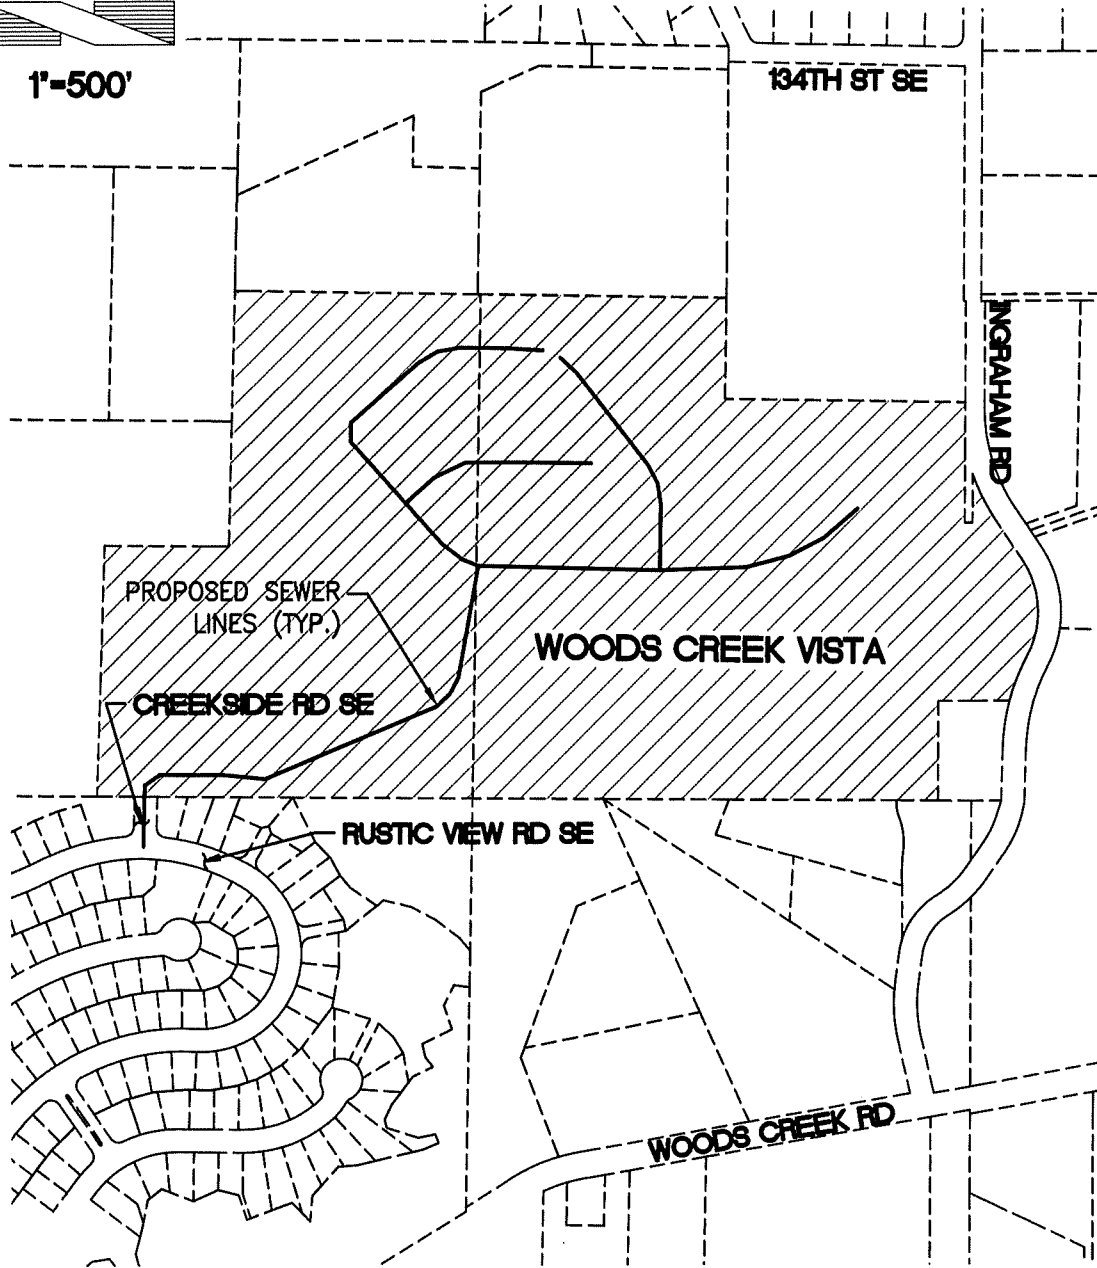 1"=500'
134TH ST SE
INGRAHAM RD
PROPOSED SEWER
LINES (TYP.)
WOODS CREEK VISTA
CREEKSIDE RD SE
RUSTIC VIEW RD SE
WOODS CREEK RD